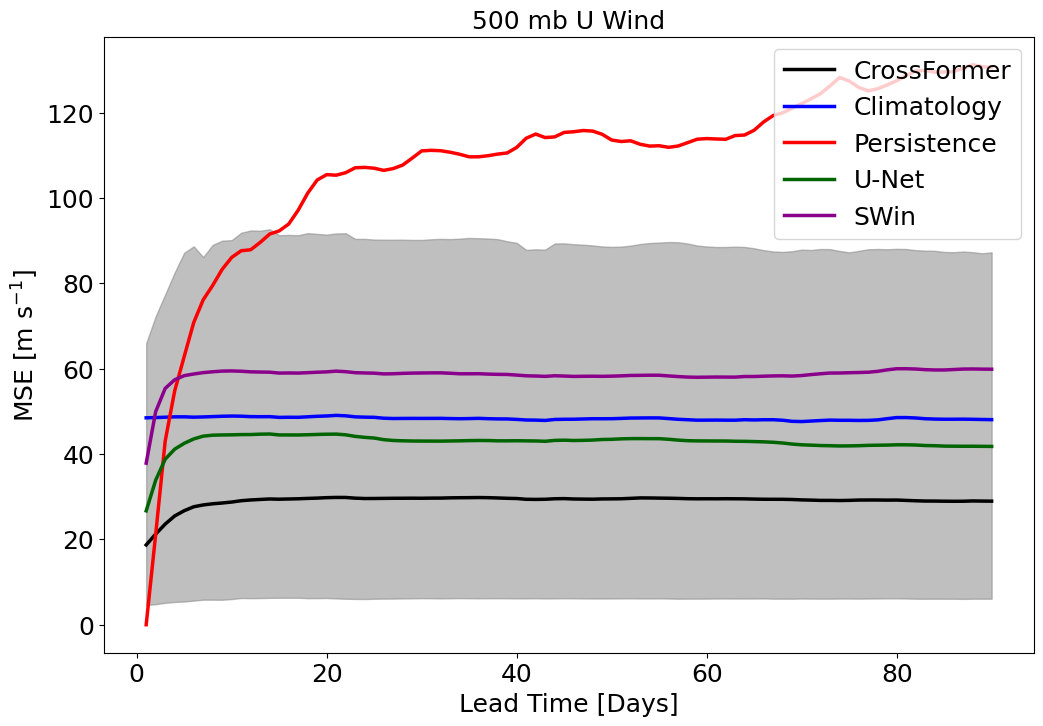 500 mb U Wind
CrossFormer
Climatology
Persistence
U-Net
SWin
MSE [m s⁻¹]
120
100
80
60
40
20
0
0 20 40 60 80
Lead Time [Days]